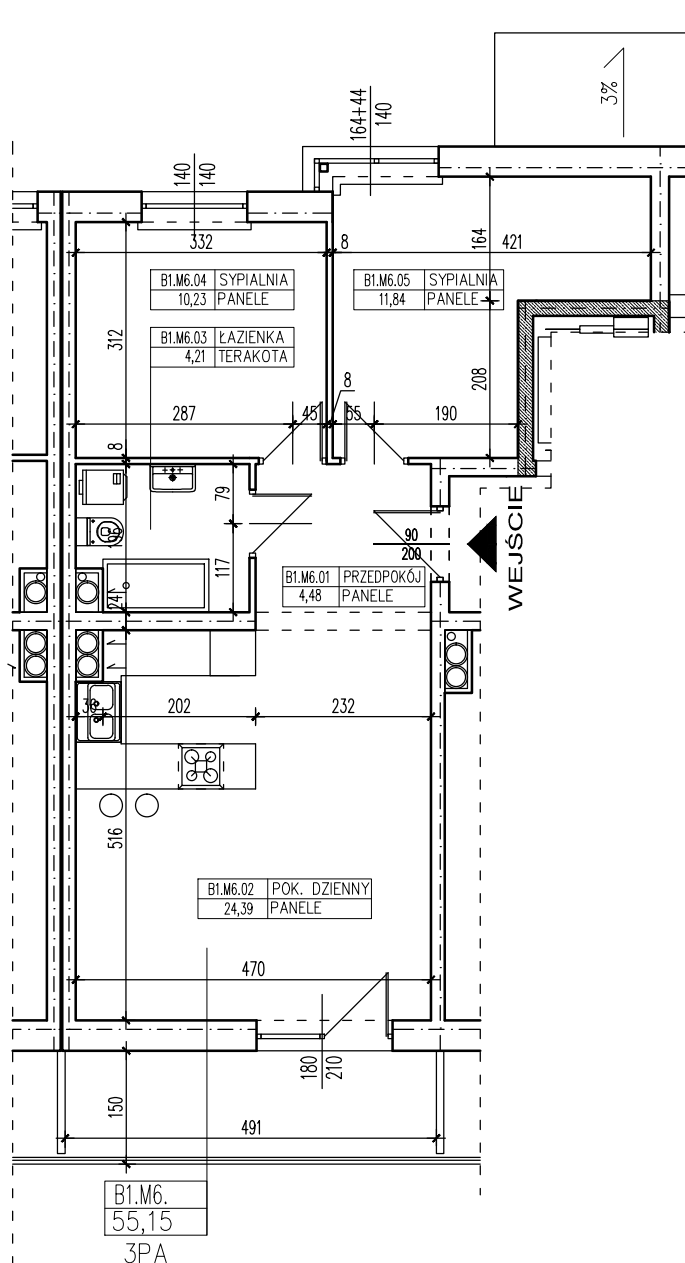 3%
164+44
140
140
140
332
8
164
421
B1.M6.04 SYPIALNIA
10,23 PANELE
B1.M6.05 SYPIALNIA
11,84 PANELE
B1.M6.03 ŁAZIENKA
4,21 TERAKOTA
312
208
8
287
45
55
190
8
79
196
117
24
90
200
WEJŚCIE
B1.M6.01 PRZEDPOKÓJ
4,48 PANELE
202
232
516
B1.M6.02 POK. DZIENNY
24,39 PANELE
470
180
210
150
491
B1.M6.
55,15
3PA